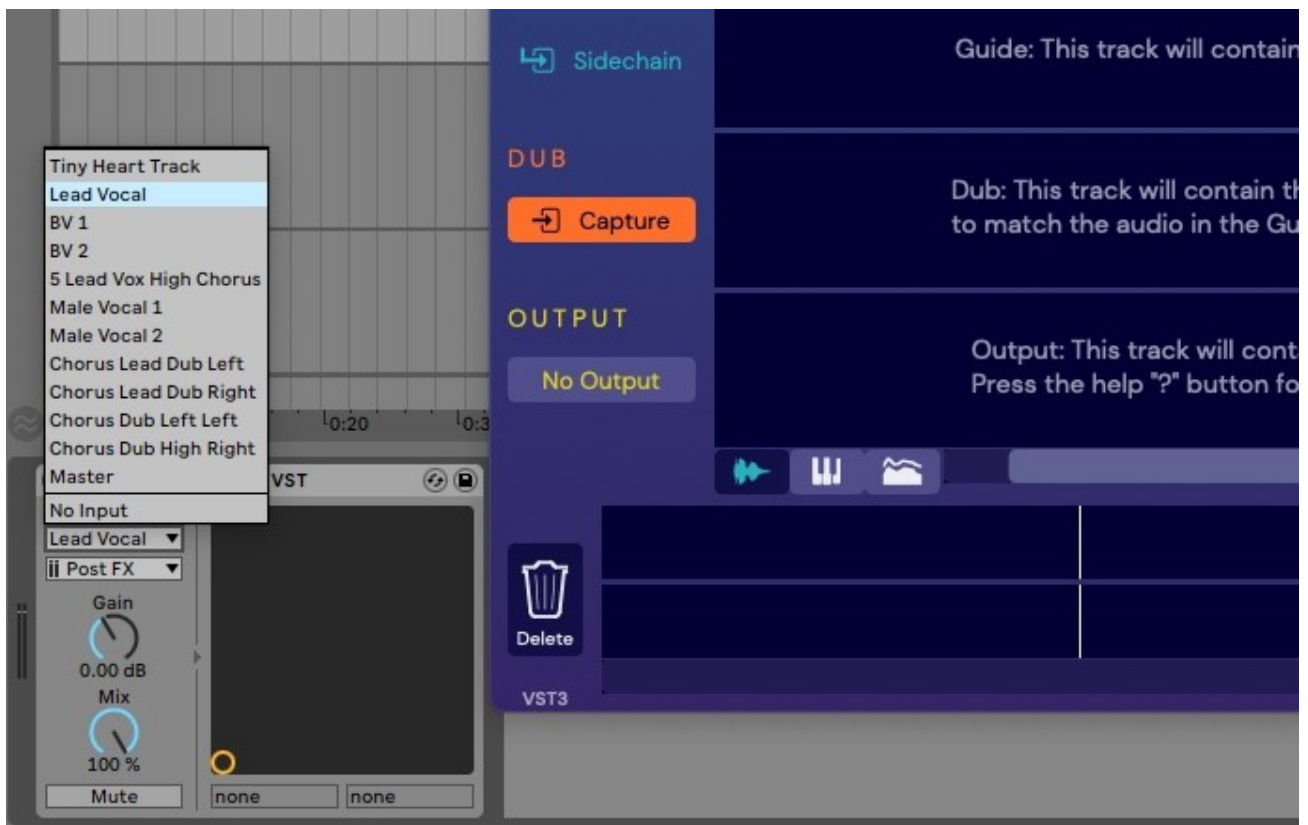 Sidechain
Guide: This track will contain
DUB
Capture
Dub: This track will contain
to match the audio in the
OUTPUT
No Output
Output: This track will
Press the help "?" button
Tiny Heart Track
Lead Vocal
BV 1
BV 2
5 Lead Vox High Chorus
Male Vocal 1
Male Vocal 2
Chorus Lead Dub Left
Chorus Lead Dub Right
Chorus Dub Left Left
Chorus Dub High Right
Master
No Input
0:20
VST
Lead Vocal
Post FX
Gain
0.00 dB
Mix
100 %
Mute
none
none
Delete
VST3